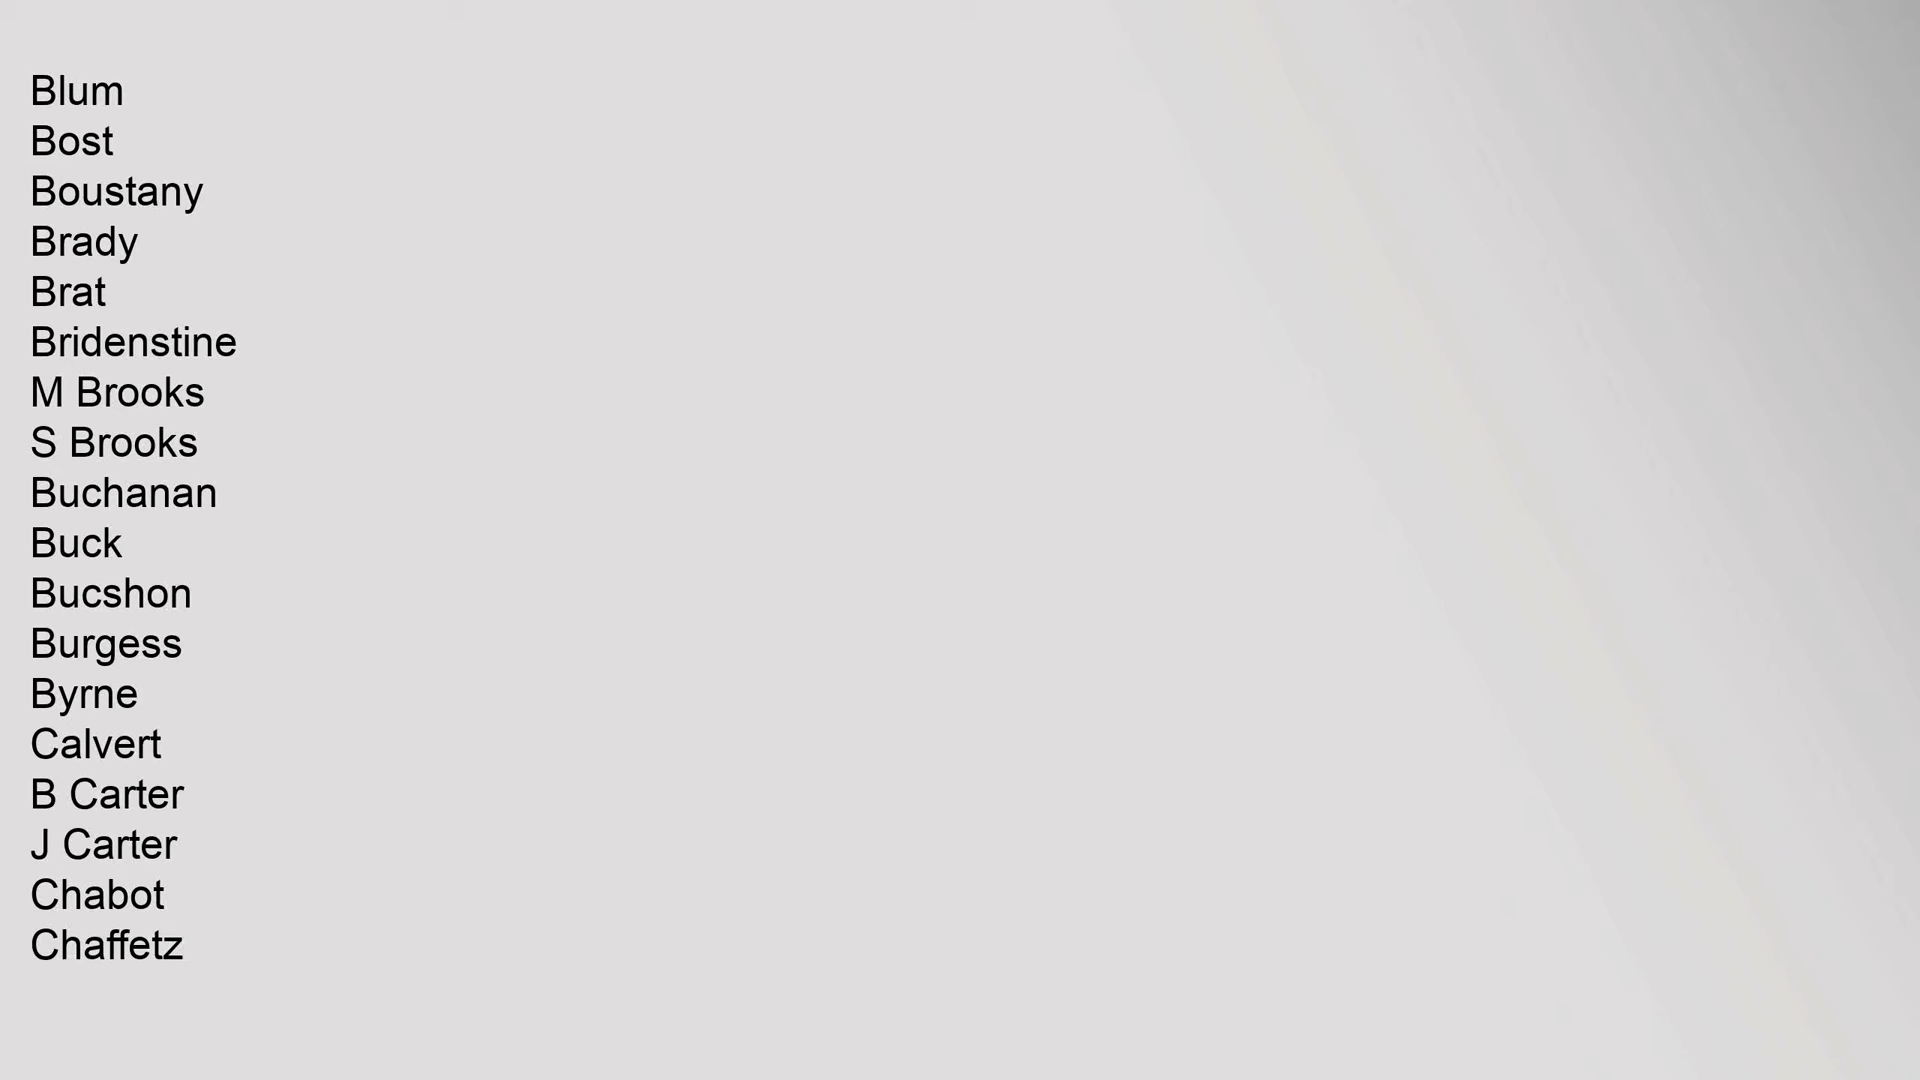 Blum
Bost
Boustany
Brady
Brat
Bridenstine
M Brooks
S Brooks
Buchanan
Buck
Bucshon
Burgess
Byrne
Calvert
B Carter
J Carter
Chabot
Chaffetz